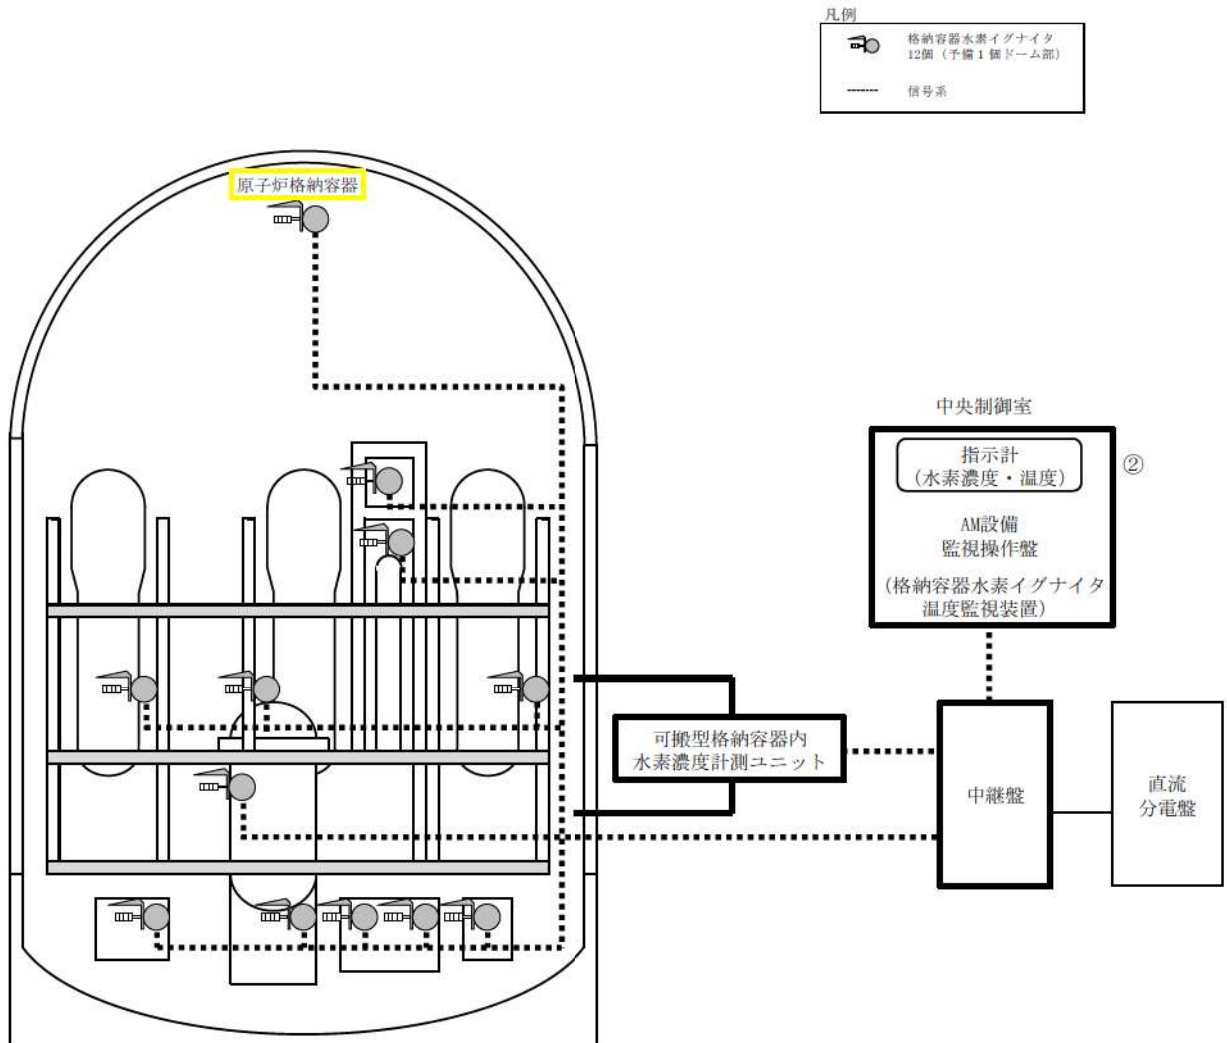 凡例
格納容器水素イグナイタ
12個（予備１個ドーム部）
信号系
原子炉格納容器
中央制御室
指示計
（水素濃度・温度）
②
AM設備
監視操作盤
（格納容器水素イグナイタ
温度監視装置）
可搬型格納容器内
水素濃度計測ユニット
中継盤
直流
分電盤